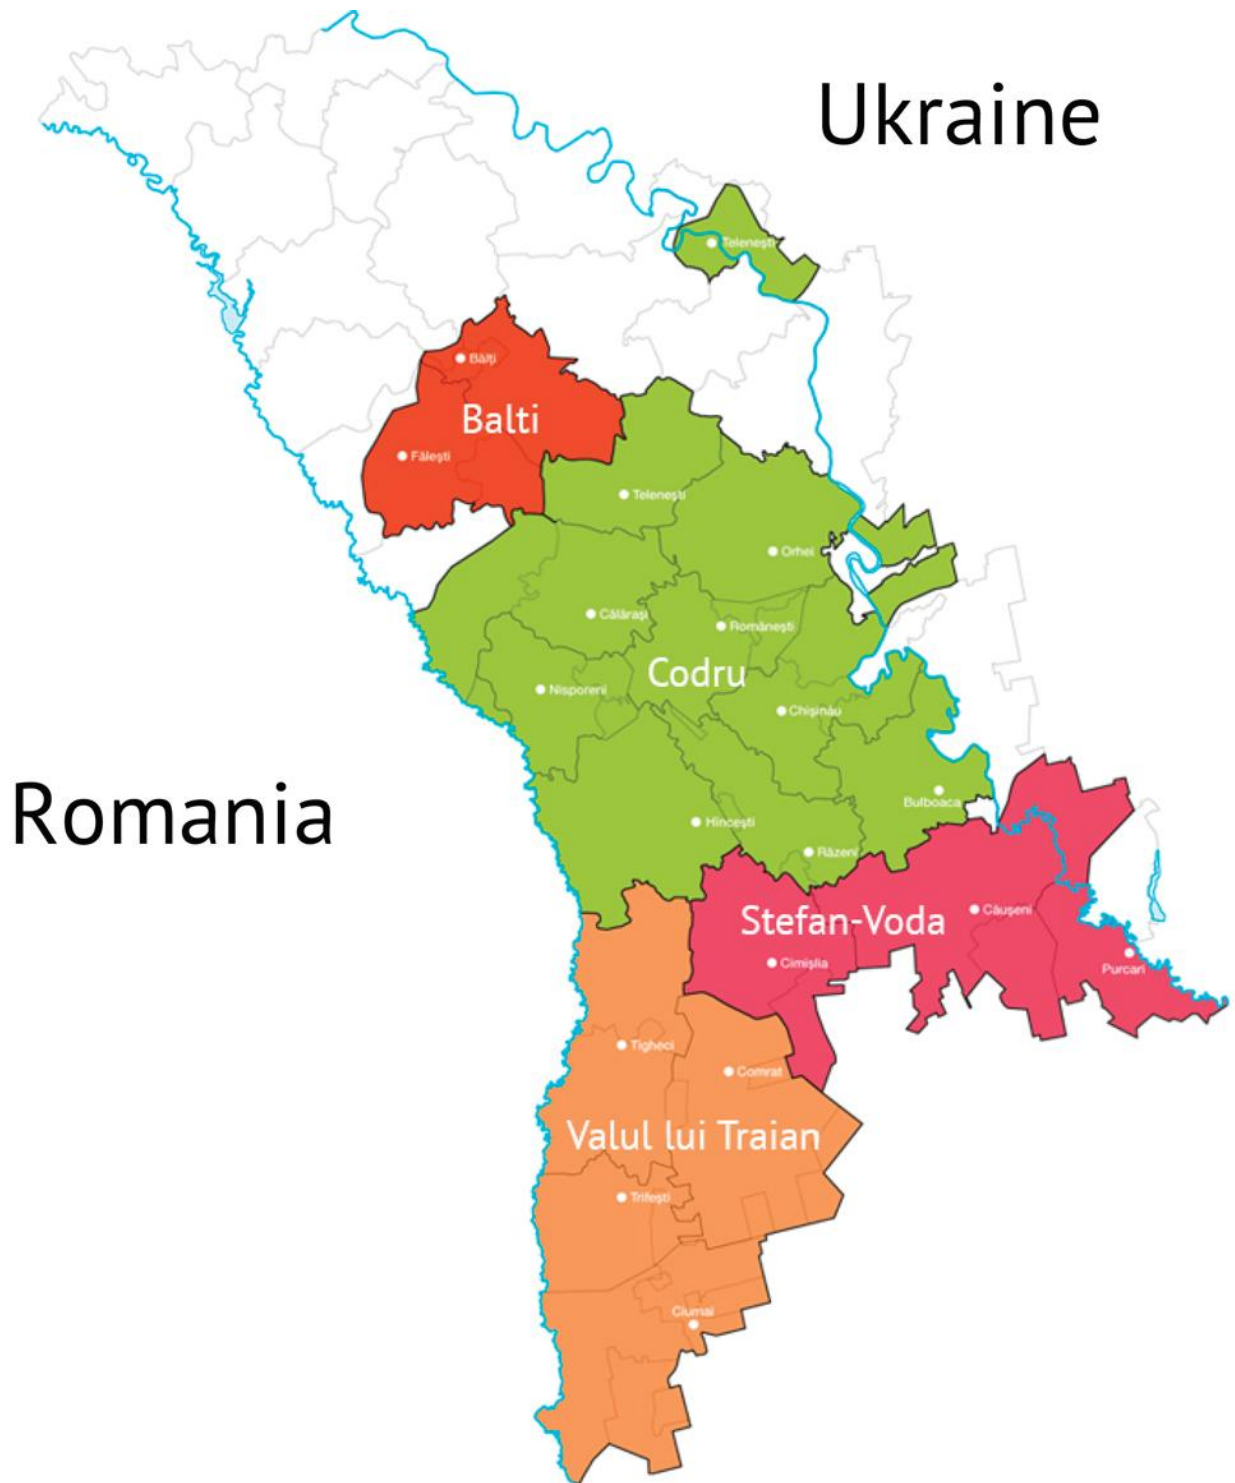 Ukraine
Telenești
Bălți
Balti
Fălești
Telenești
Orhei
Călărași
Românești
Codru
Nisporeni
Chișinău
Romania
Bulboaca
Hîncești
Răzeni
Stefan-Voda
Căușeni
Cimișlia
Purcari
Tigheci
Comrat
Valul lui Traian
Trifești
Ciumai